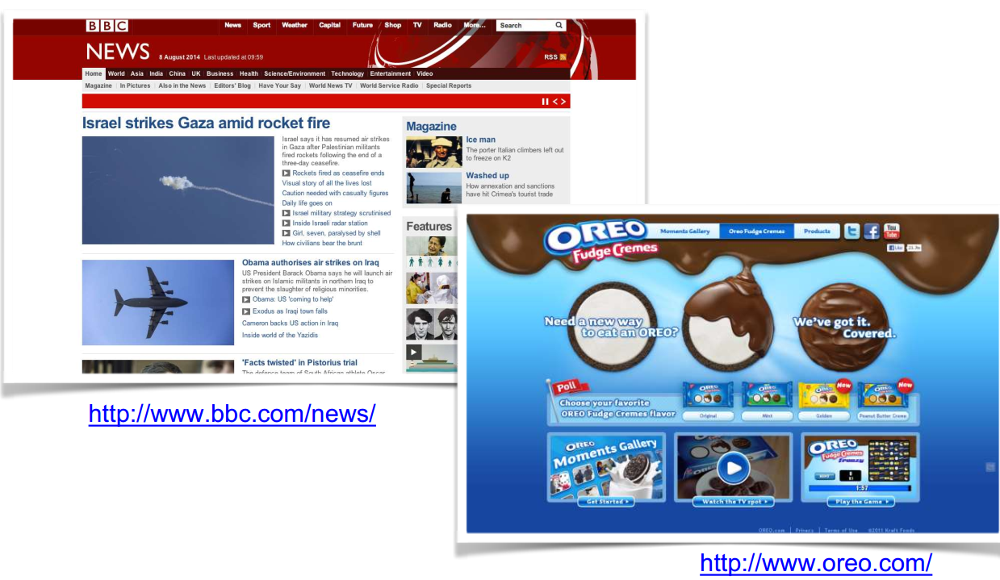 BBC
News Sport Weather Capital Future Shop TV Radio More... Search
NEWS 8 August 2014 Last updated at 09:59
RSS
Home World Asia India China UK Business Health Science/Environment Technology Entertainment Video
Magazine In Pictures Also in the News Editors' Blog Have Your Say World News TV World Service Radio Special Reports
Israel strikes Gaza amid rocket fire
Israel says it has resumed air strikes
in Gaza after Palestinian militants
fired rockets following the end of a
three-day ceasefire.
Rockets fired as ceasefire ends
Visual story of all the lives lost
Caution needed with casualty figures
Daily life goes on
Israel military strategy scrutinised
Inside Israeli radar station
Girl, seven, paralysed by shell
How civilians bear the brunt
Obama authorises air strikes on Iraq
US President Barack Obama says he will launch air
strikes on Islamic militants in northern Iraq to
prevent the slaughter of religious minorities.
Obama: US 'coming to help'
Exodus as Iraqi town falls
Cameron backs US action in Iraq
Inside world of the Yazidis
'Facts twisted' in Pistorius trial
The defence team of South African athlete Oscar
Magazine
Ice man
The porter Italian climbers left out
to freeze on K2
Washed up
How annexation and sanctions
have hit Crimea's tourist trade
Features
http://www.bbc.com/news/
OREO
Fudge Cremes
Moments Gallery Oreo Fudge Cremes Products
You
Tube
Like
Need a new way
to eat an OREO?
We've got it.
Covered.
Poll
Choose your favorite
OREO Fudge Cremes flavor
OREO
OREO
OREO
OREO
New
New
Original Mint Golden Peanut Butter Creme
OREO
Moments Gallery
Get Started
Watch the TV spot
OREO
Fudge Cremes
frenzy
1:57
Play the Game
OREO.com Privacy Terms of Use ©2011 Kraft Foods
http://www.oreo.com/